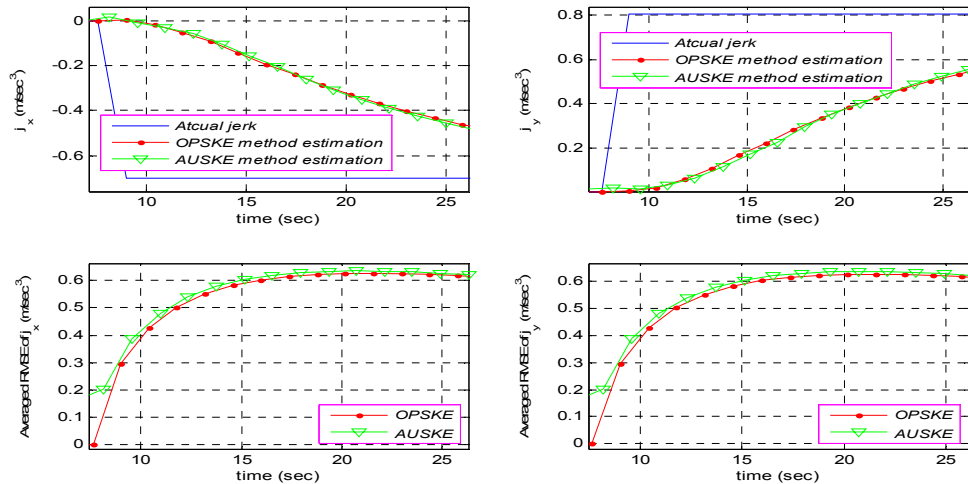 0
-0.2
-0.4
-0.6
j x (m/sec³)
Atcual jerk
OPSKE method estimation
AUSKE method estimation
10
15
20
25
time (sec)
0.8
0.6
0.4
0.2
j y (m/sec³)
Atcual jerk
OPSKE method estimation
AUSKE method estimation
10
15
20
25
time (sec)
0.6
0.5
0.4
0.3
0.2
0.1
0
Averaged RMSE of j x (m/sec³)
OPSKE
AUSKE
10
15
20
25
time (sec)
0.6
0.5
0.4
0.3
0.2
0.1
0
Averaged RMSE of j y (m/sec³)
OPSKE
AUSKE
10
15
20
25
time (sec)